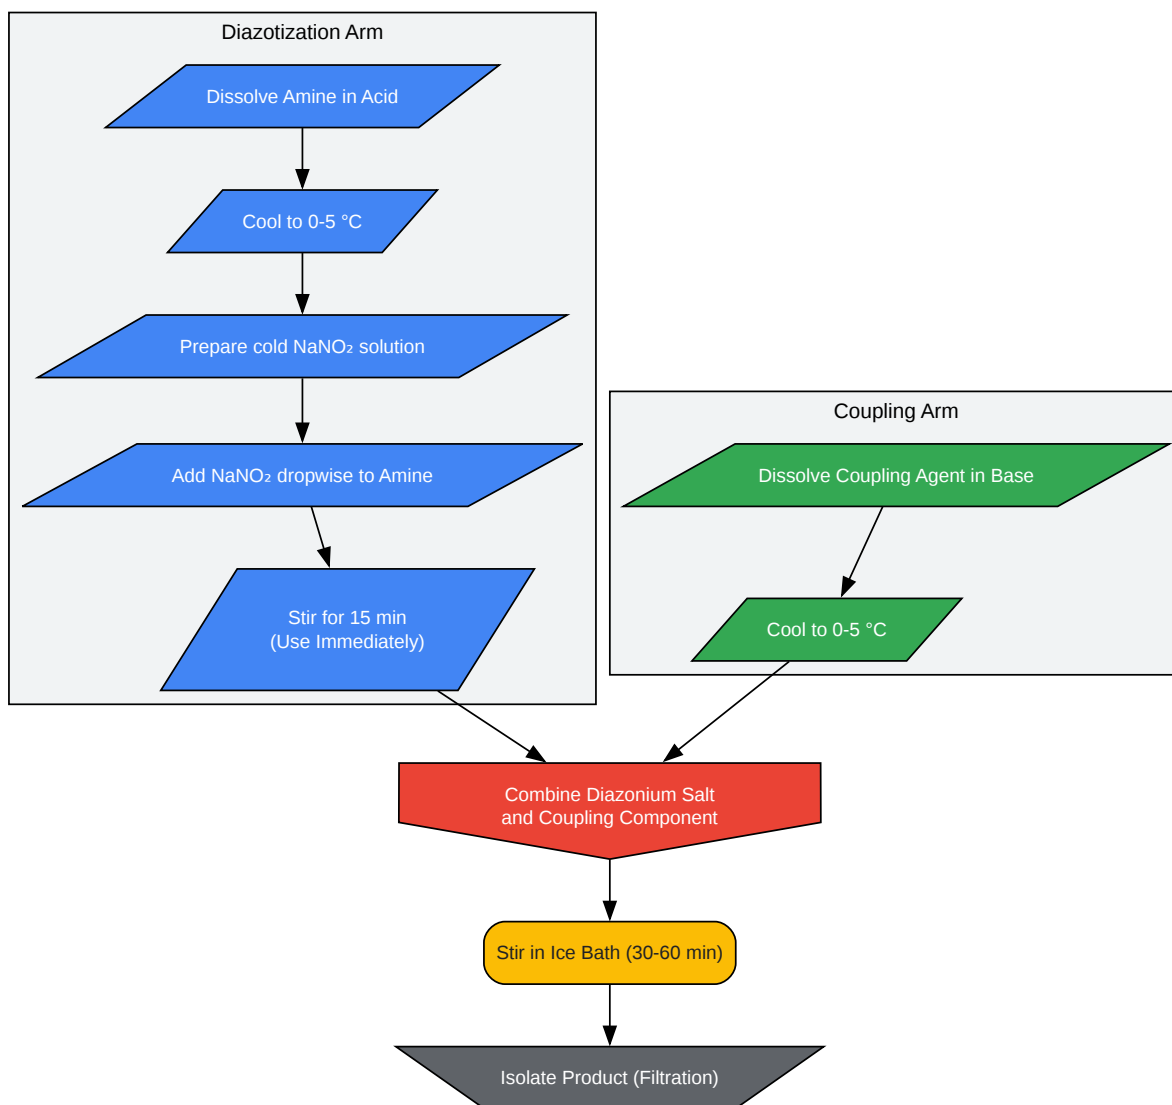 Diazotization Arm
Dissolve Amine in Acid
Cool to 0-5 °C
Prepare cold NaNO₂ solution
Add NaNO₂ dropwise to Amine
Stir for 15 min
(Use Immediately)
Coupling Arm
Dissolve Coupling Agent in Base
Cool to 0-5 °C
Combine Diazonium Salt
and Coupling Component
Stir in Ice Bath (30-60 min)
Isolate Product (Filtration)